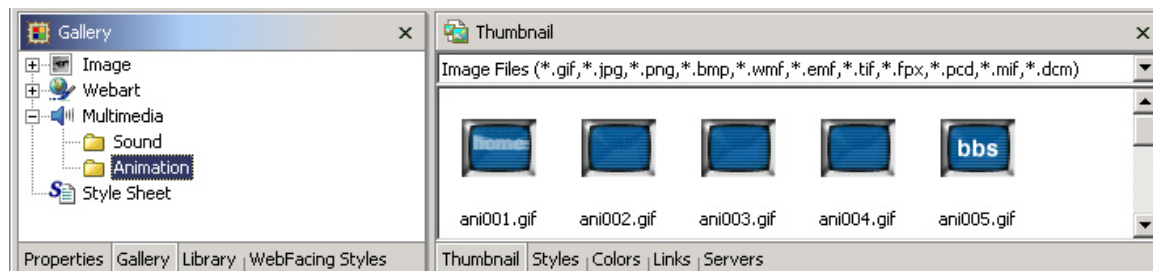 Gallery
Image
Webart
Multimedia
Sound
Animation
Style Sheet
Properties Gallery Library WebFacing Styles
Thumbnail
Image Files (*.gif,*.jpg,*.png,*.bmp,*.wmf,*.emf,*.tif,*.fpx,*.pcd,*.mif,*.dcm)
home
bbs
ani001.gif ani002.gif ani003.gif ani004.gif ani005.gif
Thumbnail Styles Colors Links Servers